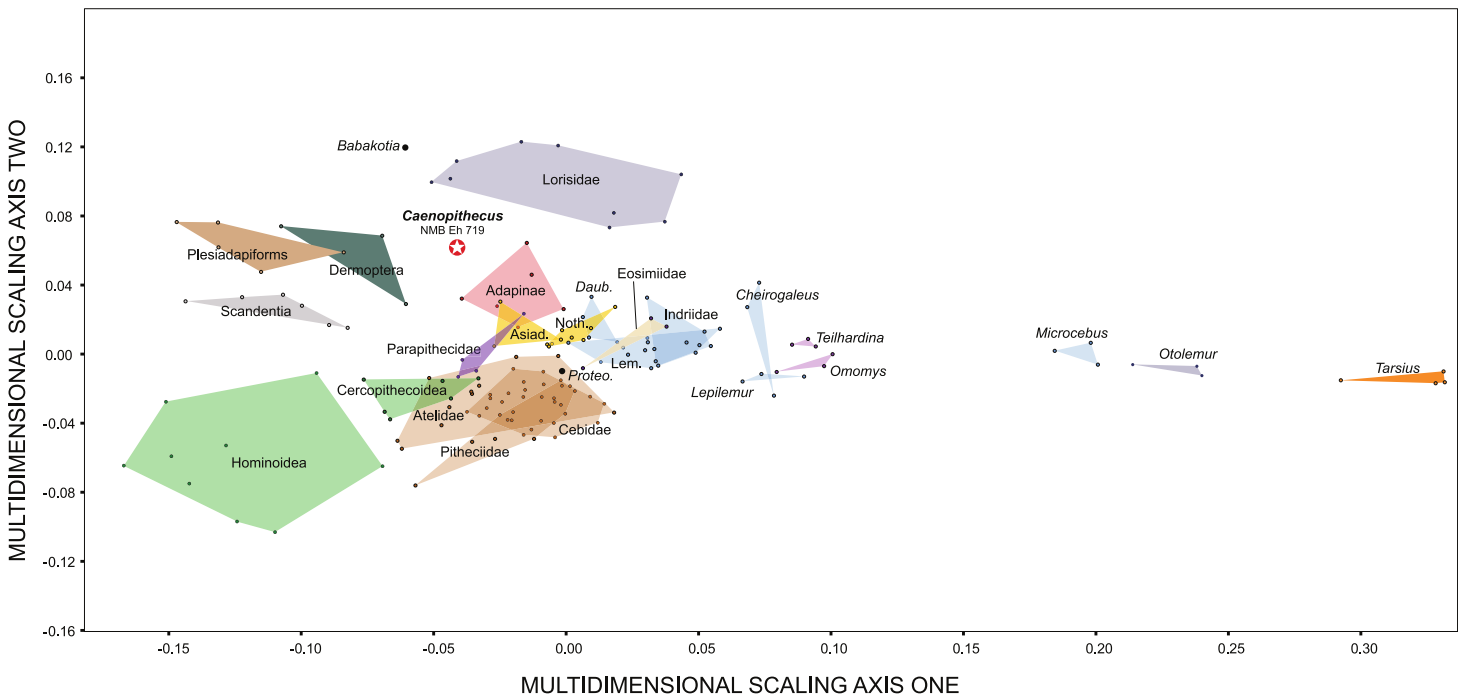 MULTIDIMENSIONAL SCALING AXIS TWO
0.16
0.12
0.08
0.04
0.00
-0.04
-0.08
-0.12
-0.16
Babakotia
Lorisidae
Caenopithecus
NMB Eh 719
Plesiadapiforms
Dermoptera
Scandentia
Adapinae
Daub.
Eosimiidae
Indriidae
Cheirogaleus
Asiad.
Noth.
Teilhardina
Microcebus
Parapithecidae
Lem.
Otolemur
Tarsius
Cercopithecoidea
Proteo.
Lepilemur
Omomys
Atelidae
Cebidae
Pitheciidae
Hominoidea
-0.15
-0.10
-0.05
0.00
0.05
0.10
0.15
0.20
0.25
0.30
MULTIDIMENSIONAL SCALING AXIS ONE